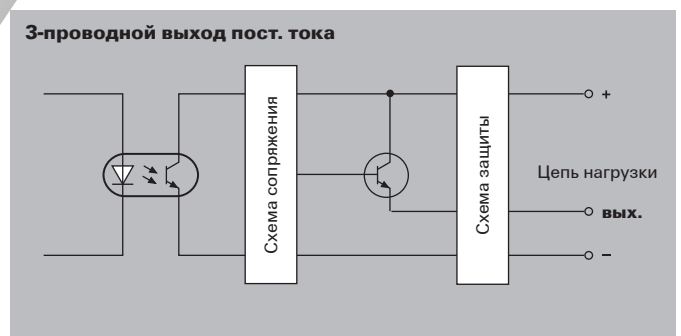 3-проводной выход пост. тока
Схема сопряжения
Схема защиты
+
Цепь нагрузки
вых.
–